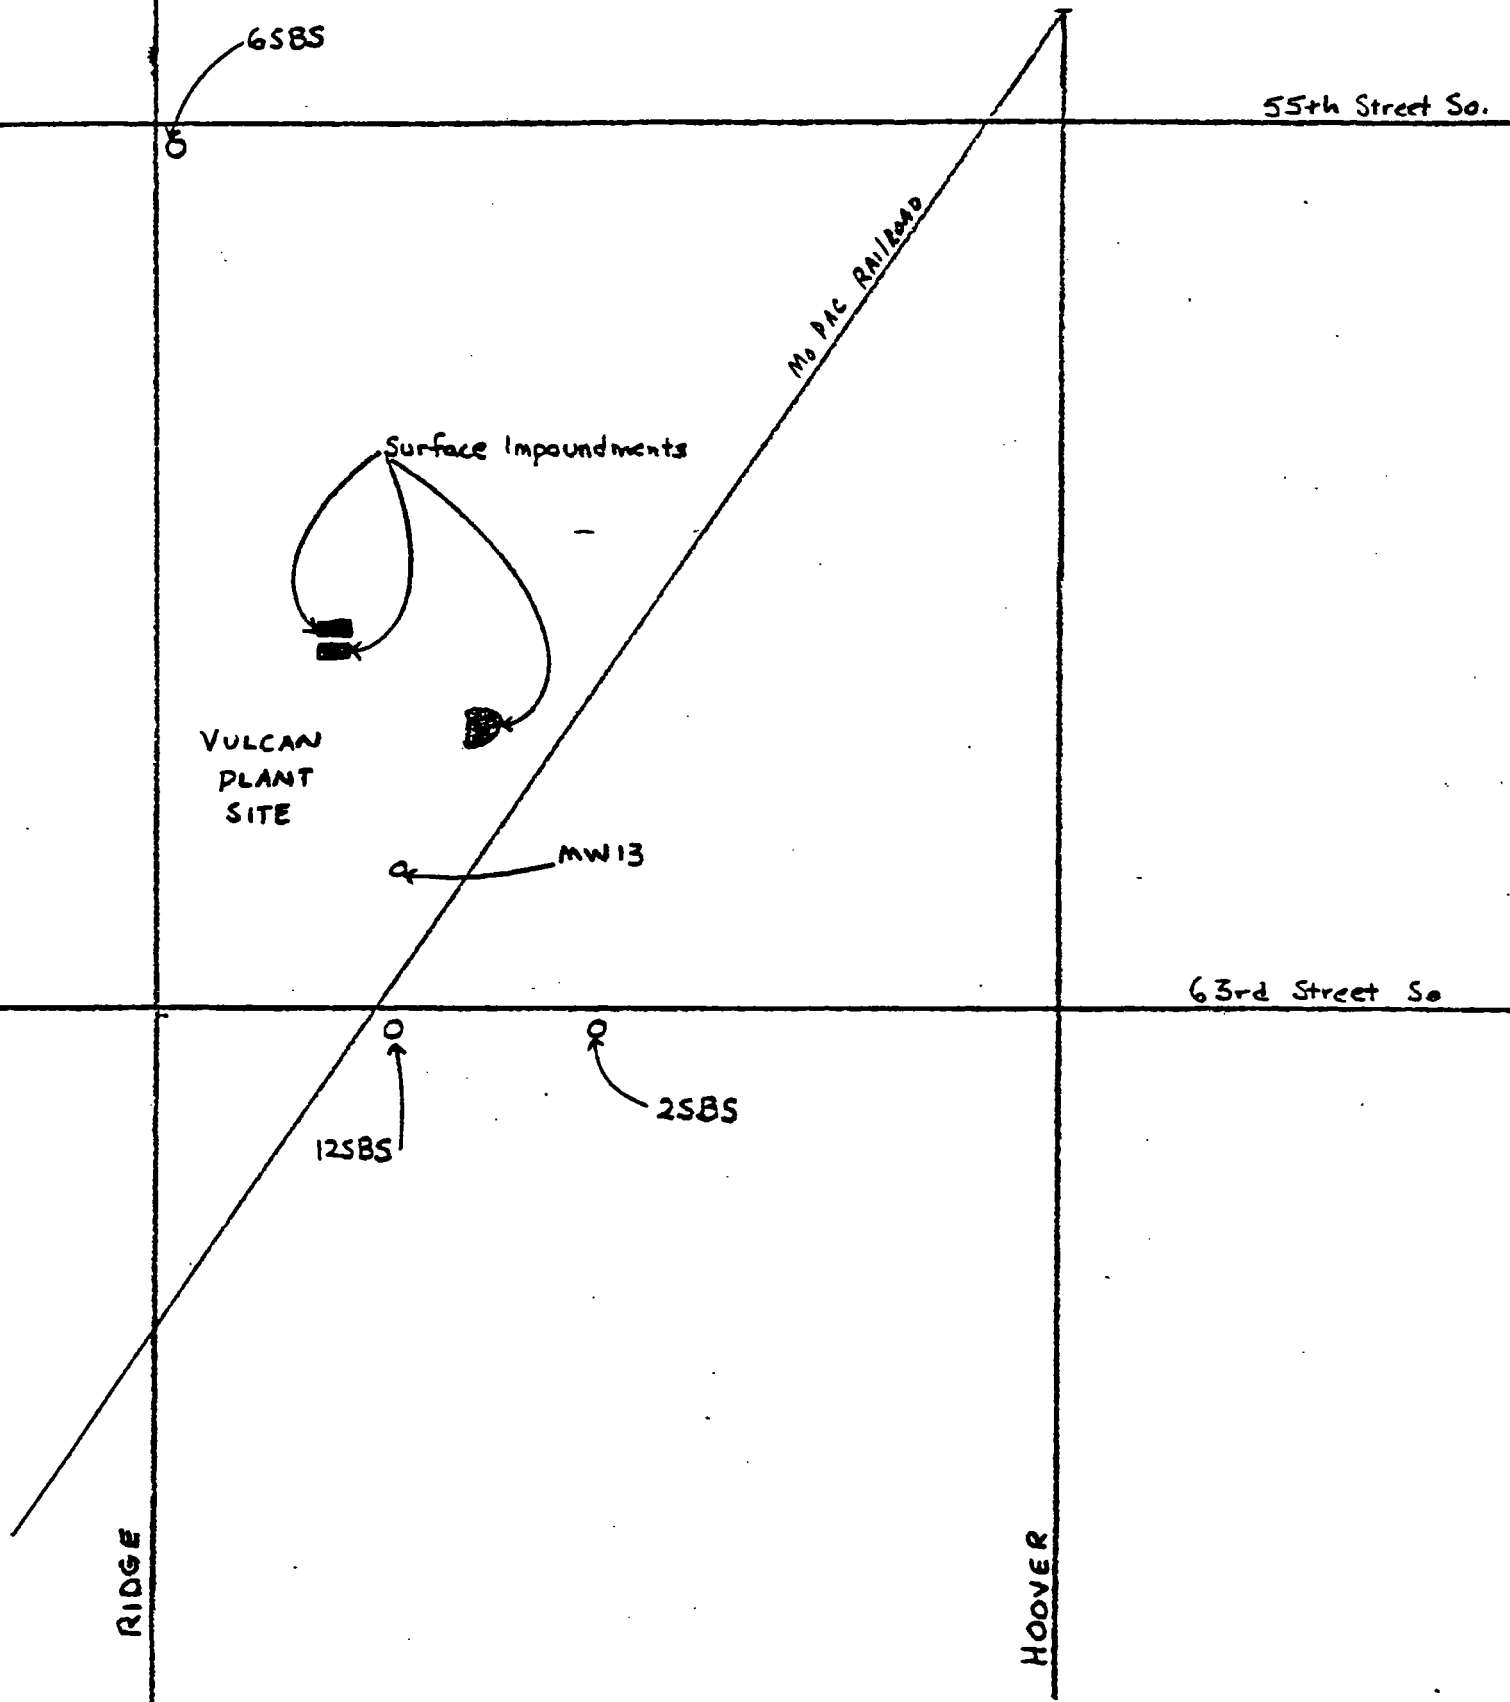 6SBS
55th Street So.
Mo PAC RAilROAD
Surface Impoundments
VULCAN
PLANT
SITE
MW13
63rd Street So
2SBS
12SBS
RIDGE
HOOVER